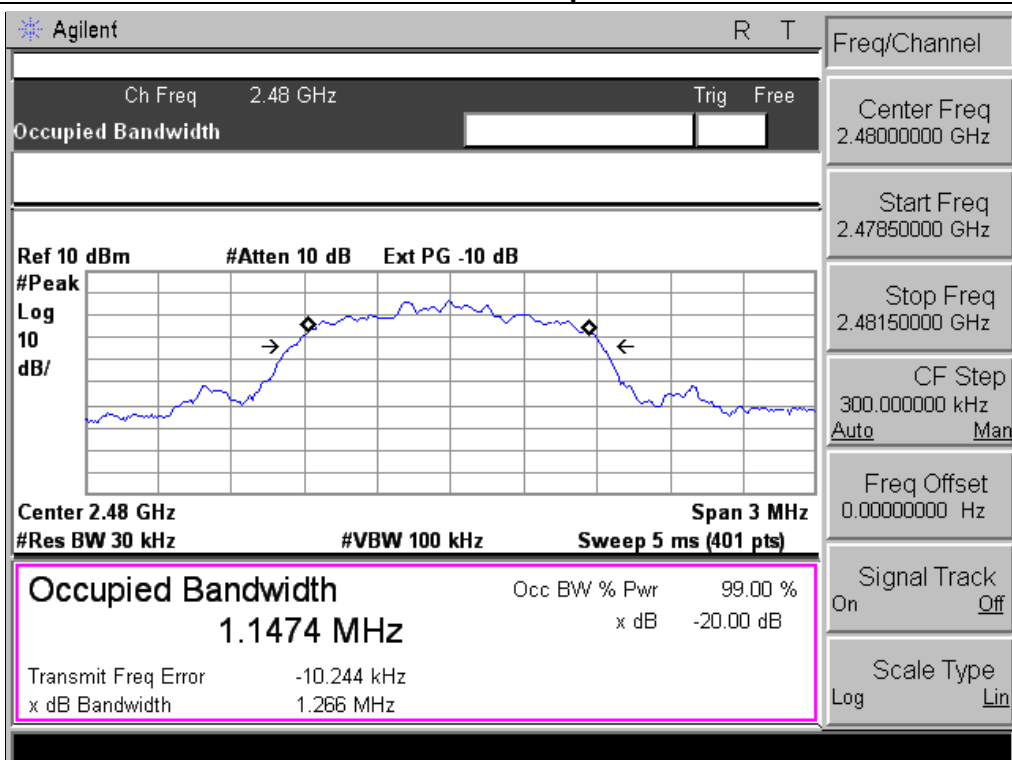 Agilent R T
Ch Freq 2.48 GHz Trig Free
Occupied Bandwidth
Ref 10 dBm #Atten 10 dB Ext PG -10 dB
#Peak
Log
10
dB/
Center 2.48 GHz Span 3 MHz
#Res BW 30 kHz #VBW 100 kHz Sweep 5 ms (401 pts)
Occupied Bandwidth
1.1474 MHz
Occ BW % Pwr 99.00 %
x dB -20.00 dB
Transmit Freq Error -10.244 kHz
x dB Bandwidth 1.266 MHz
Freq/Channel
Center Freq
2.48000000 GHz
Start Freq
2.47850000 GHz
Stop Freq
2.48150000 GHz
CF Step
300.000000 kHz
Auto Man
Freq Offset
0.00000000 Hz
Signal Track
On Off
Scale Type
Log Lin